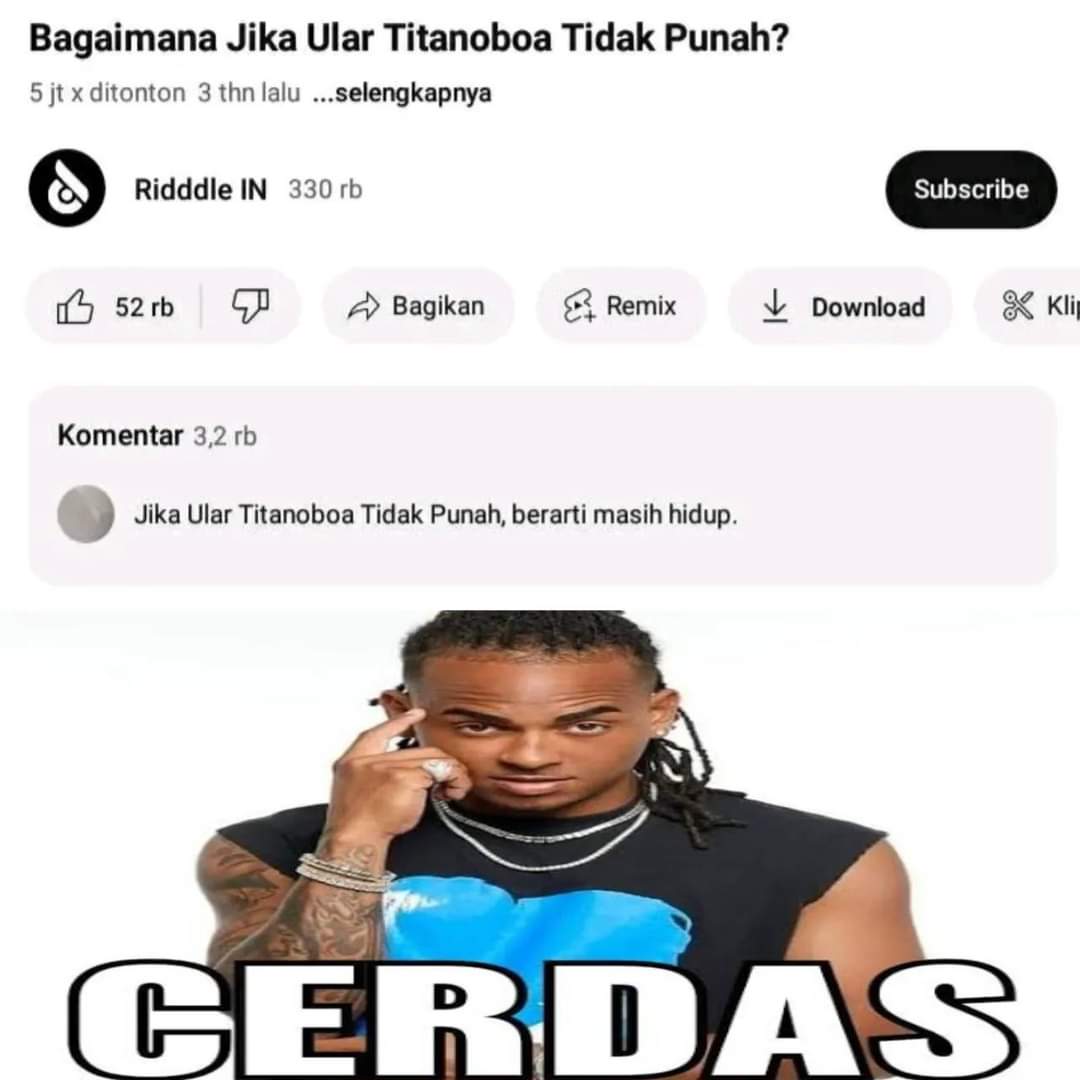 Bagaimana Jika Ular Titanoboa Tidak Punah?
5 jt x ditonton 3 thn lalu ...selengkapnya
Ridddle IN 330 rb
Subscribe
52 rb
Bagikan
Remix
Download
Klip
Komentar 3,2 rb
Jika Ular Titanoboa Tidak Punah, berarti masih hidup.
CERDAS